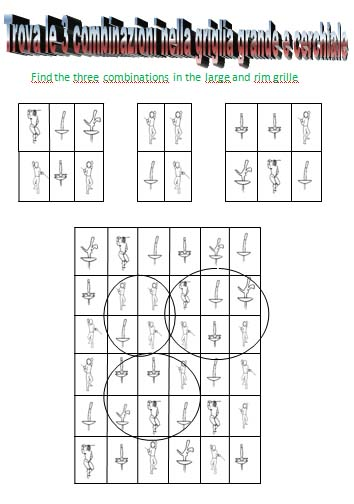 Trova le 3 combinazioni nella griglia grande e cerchiale
Find the three combinations in the large and rim grille